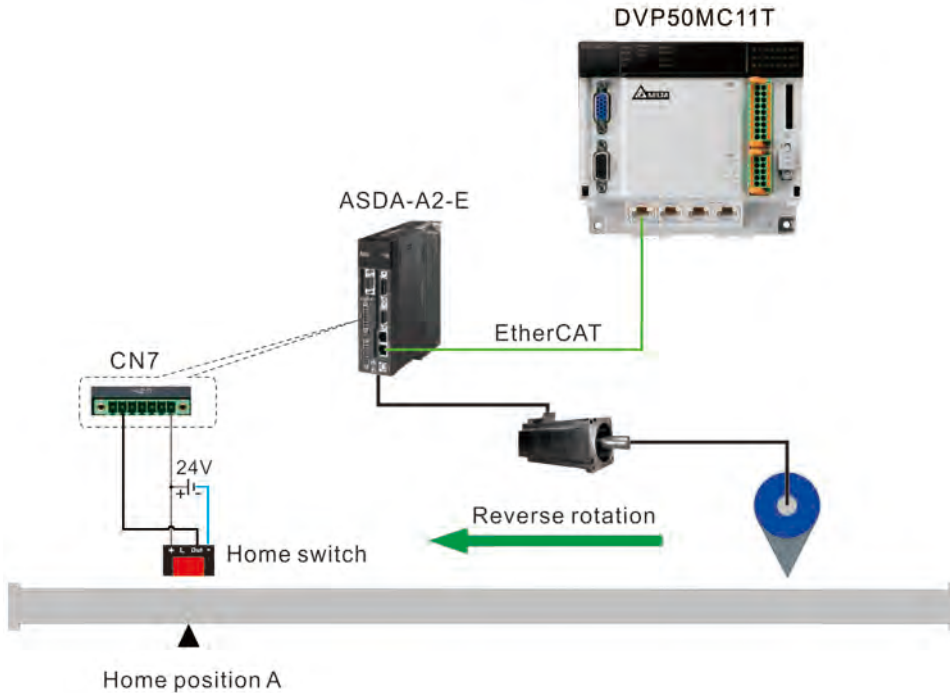 DVP50MC11T
ASDA-A2-E
EtherCAT
CN7
24V
+ -
Reverse rotation
+ L Out -
Home switch
Home position A